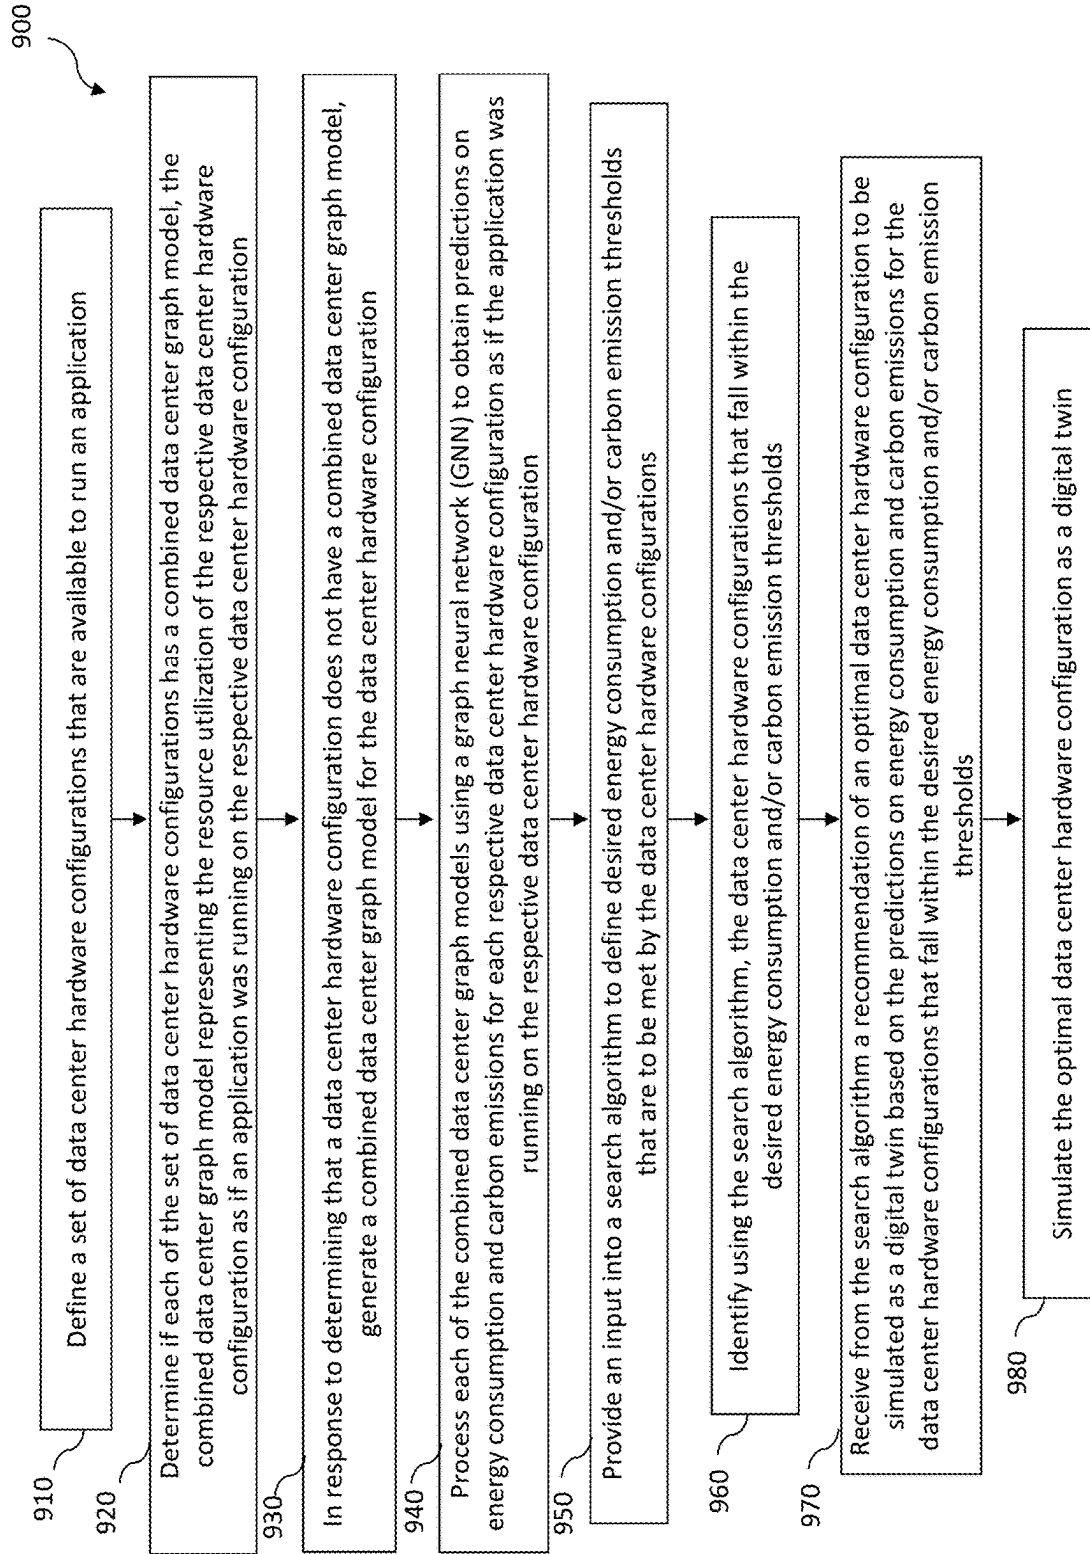 900
910
Define a set of data center hardware configurations that are available to run an application
920
Determine if each of the set of data center hardware configurations has a combined data center graph model, the
combined data center graph model representing the resource utilization of the respective data center hardware
configuration as if an application was running on the respective data center hardware configuration
930
In response to determining that a data center hardware configuration does not have a combined data center graph model,
generate a combined data center graph model for the data center hardware configuration
940
Process each of the combined data center graph models using a graph neural network (GNN) to obtain predictions on
energy consumption and carbon emissions for each respective data center hardware configuration as if the application was
running on the respective data center hardware configuration
950
Provide an input into a search algorithm to define desired energy consumption and/or carbon emission thresholds
that are to be met by the data center hardware configurations
960
Identify using the search algorithm, the data center hardware configurations that fall within the
desired energy consumption and/or carbon emission thresholds
970
Receive from the search algorithm a recommendation of an optimal data center hardware configuration to be
simulated as a digital twin based on the predictions on energy consumption and carbon emissions for the
data center hardware configurations that fall within the desired energy consumption and/or carbon emission
thresholds
980
Simulate the optimal data center hardware configuration as a digital twin